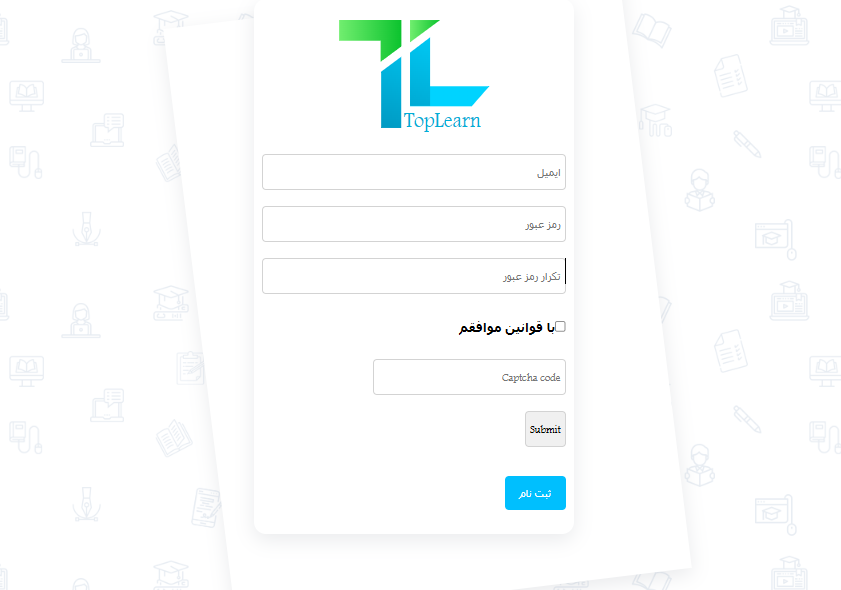 TopLearn
ایمیل
رمز عبور
تکرار رمز عبور
با قوانین موافقم
Captcha code
Submit
ثبت نام